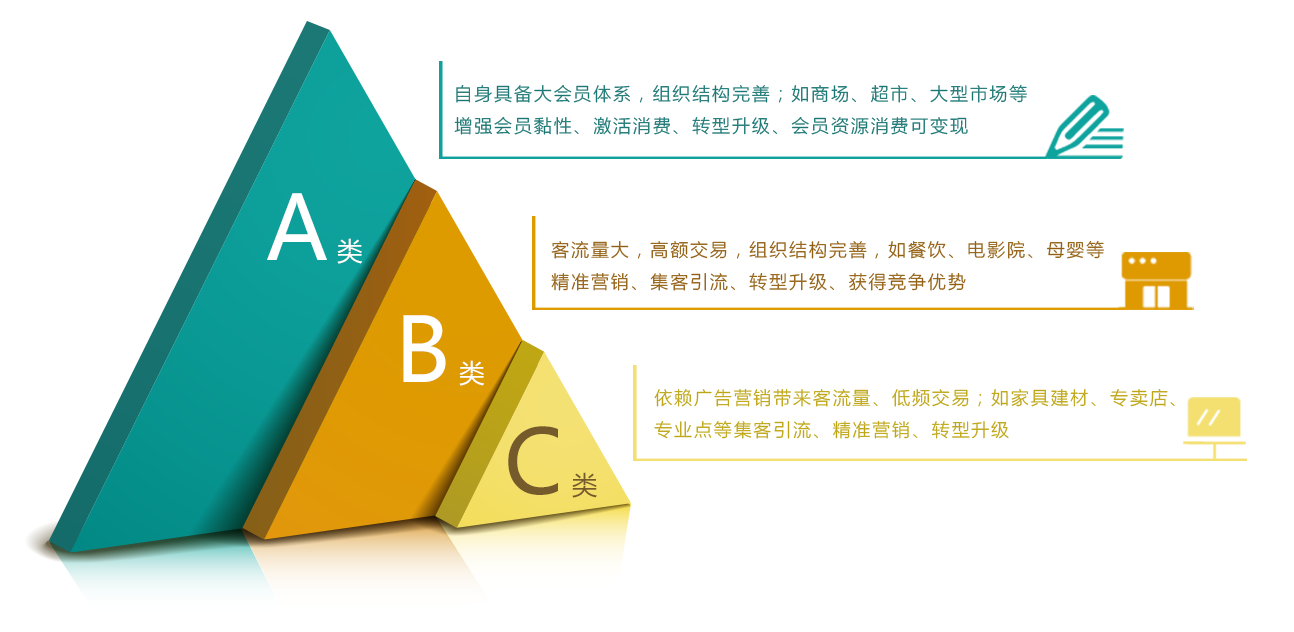 A类
自身具备大会员体系，组织结构完善；如商场、超市、大型市场等
增强会员黏性、激活消费、转型升级、会员资源消费可变现
B类
客流量大，高额交易，组织结构完善，如餐饮、电影院、母婴等
精准营销、集客引流、转型升级、获得竞争优势
C类
依赖广告营销带来客流量、低频交易；如家具建材、专卖店、
专业点等集客引流、精准营销、转型升级